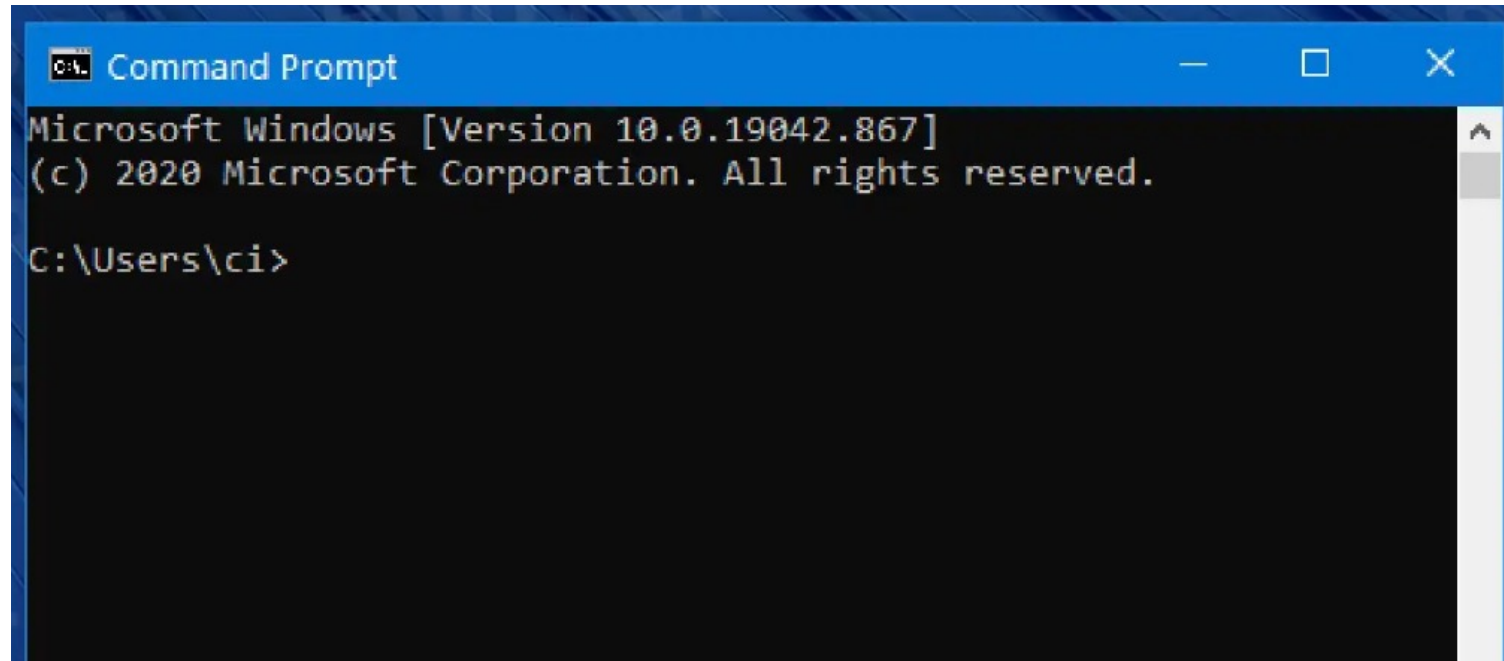 Command Prompt
Microsoft Windows [Version 10.0.19042.867]
(c) 2020 Microsoft Corporation. All rights reserved.
C:\Users\ci>